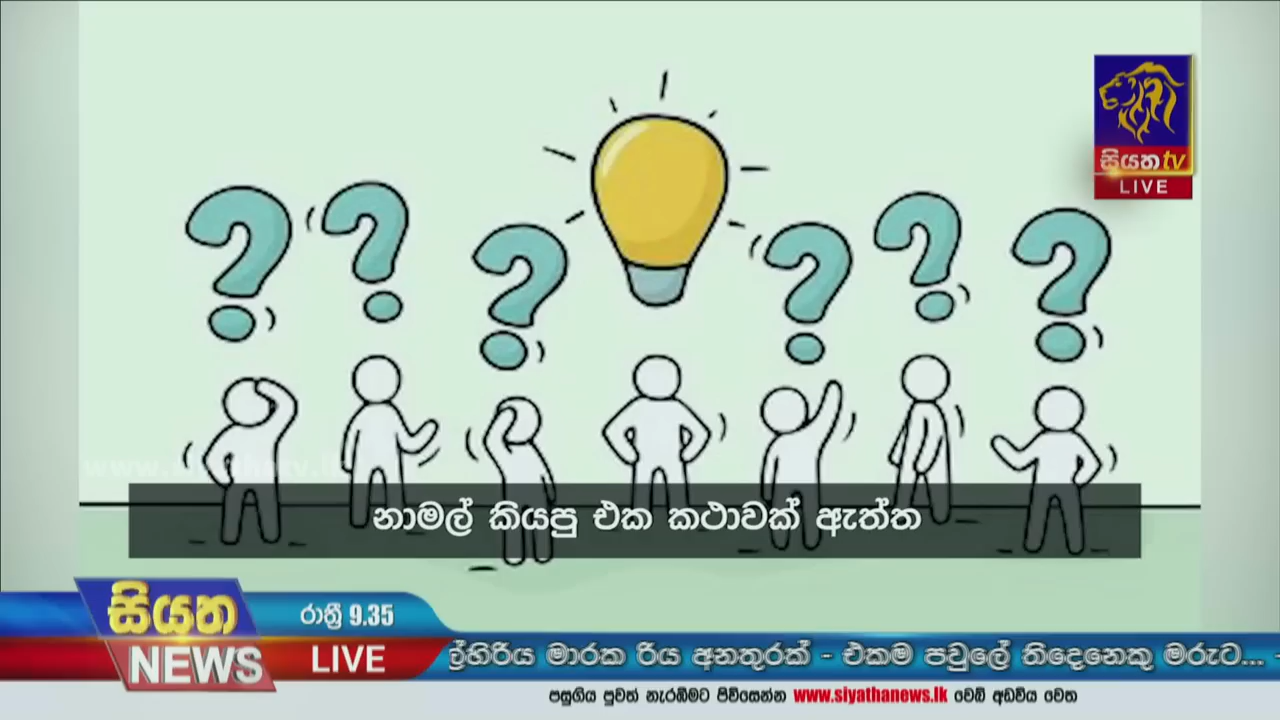 සියත tv
LIVE
නාමල් කියපු එක කථාවක් ඇත්ත
සියත
NEWS
රාත්‍රී 9.35
LIVE
ල්හිරිය මාරක රිය අනතුරක් - එකම පවුලේ තිදෙනෙකු මරුට... -
පසුගිය පුවත් නැරඹීමට පිවිසෙන්න www.siyathanews.lk වෙබ් අඩවිය වෙත